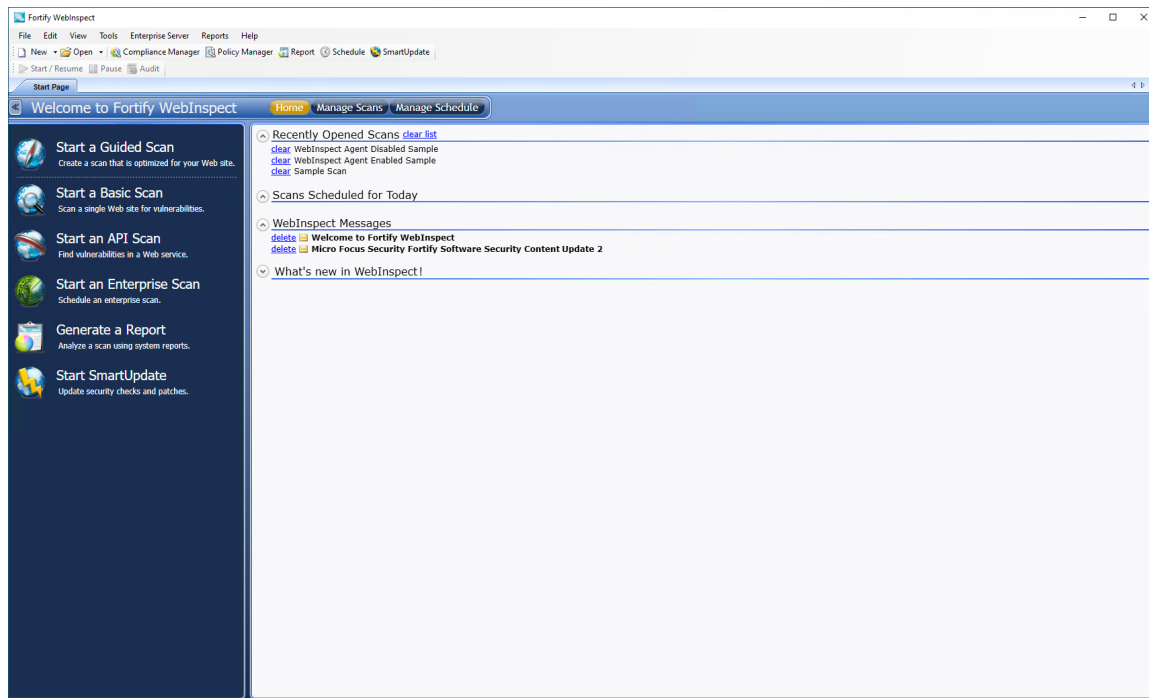 Fortify WebInspect
File Edit View Tools Enterprise Server Reports Help
New Open Compliance Manager Policy Manager Report Schedule SmartUpdate
Start / Resume Pause Audit
Start Page
Welcome to Fortify WebInspect
Home Manage Scans Manage Schedule
Start a Guided Scan
Create a scan that is optimized for your Web site.
Start a Basic Scan
Scan a single Web site for vulnerabilities.
Start an API Scan
Find vulnerabilities in a Web service.
Start an Enterprise Scan
Schedule an enterprise scan.
Generate a Report
Analyze a scan using system reports.
Start SmartUpdate
Update security checks and patches.
Recently Opened Scans clear list
clear WebInspect Agent Disabled Sample
clear WebInspect Agent Enabled Sample
clear Sample Scan
Scans Scheduled for Today
WebInspect Messages
delete Welcome to Fortify WebInspect
delete Micro Focus Security Fortify Software Security Content Update 2
What's new in WebInspect!